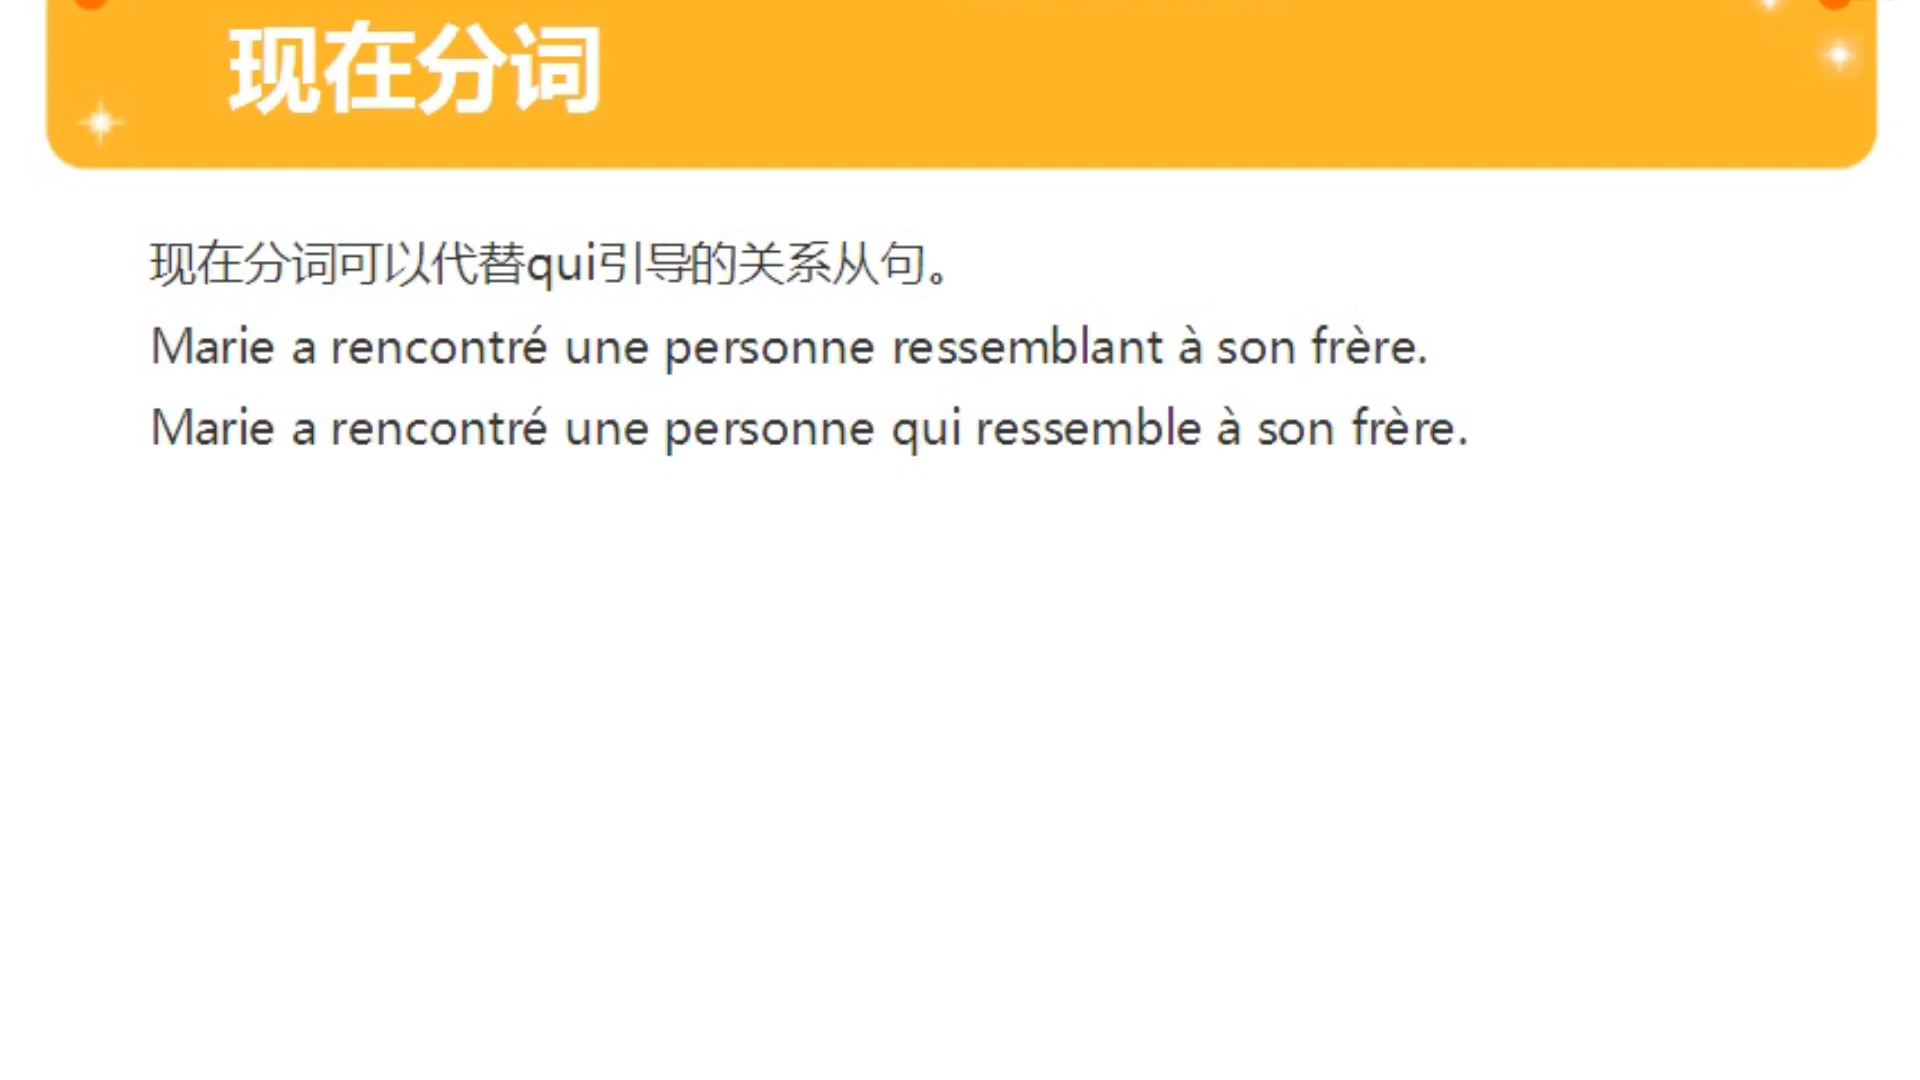 现在分词
现在分词可以代替qui引导的关系从句。
Marie a rencontré une personne ressemblant à son frère.
Marie a rencontré une personne qui ressemble à son frère.